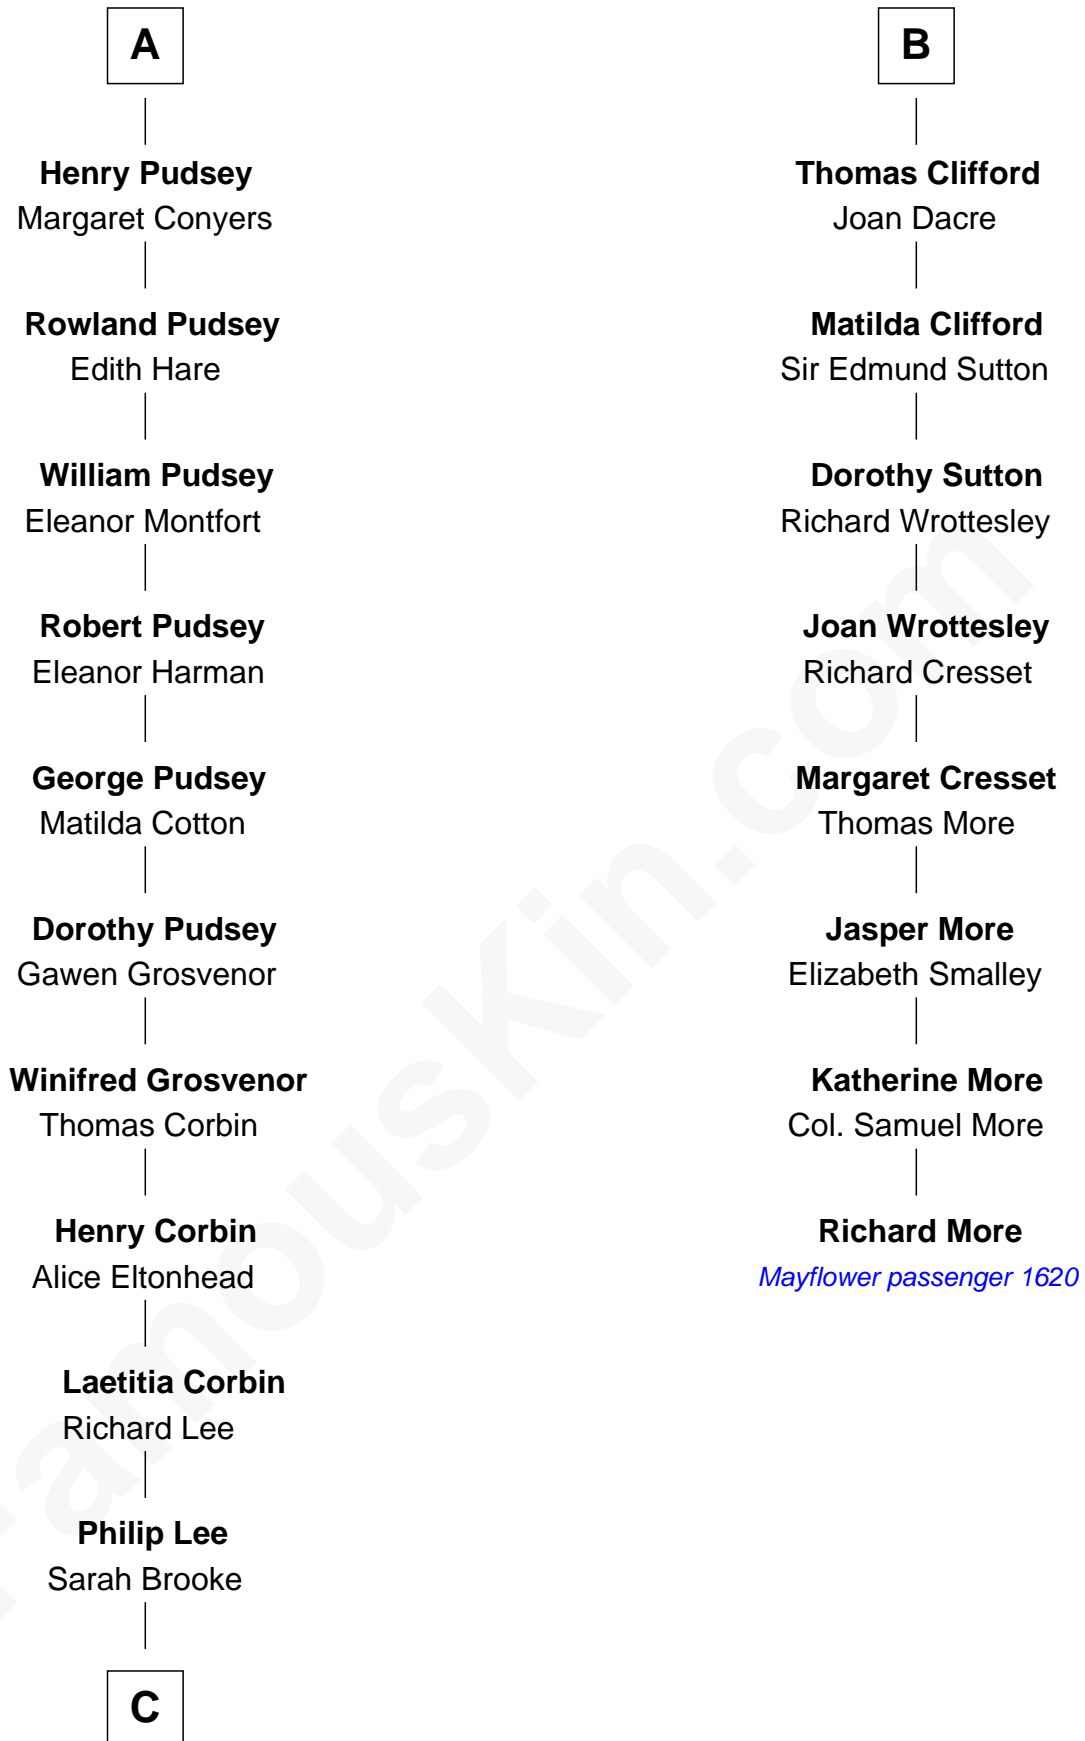 A
Henry Pudsey
Margaret Conyers
Rowland Pudsey
Edith Hare
William Pudsey
Eleanor Montfort
Robert Pudsey
Eleanor Harman
George Pudsey
Matilda Cotton
Dorothy Pudsey
Gawen Grosvenor
Winifred Grosvenor
Thomas Corbin
Henry Corbin
Alice Eltonhead
Laetitia Corbin
Richard Lee
Philip Lee
Sarah Brooke
C
B
Thomas Clifford
Joan Dacre
Matilda Clifford
Sir Edmund Sutton
Dorothy Sutton
Richard Wrottesley
Joan Wrottesley
Richard Cresset
Margaret Cresset
Thomas More
Jasper More
Elizabeth Smalley
Katherine More
Col. Samuel More
Richard More
Mayflower passenger 1620
FamousKin.com